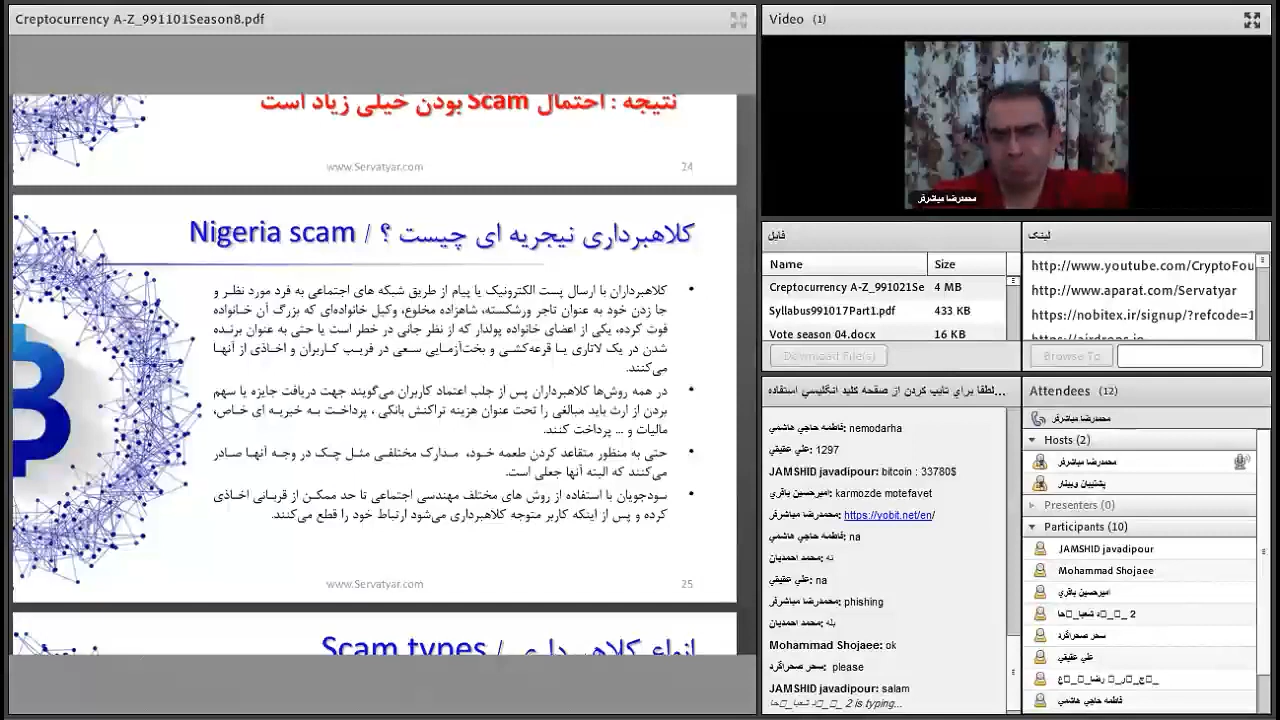 Creptocurrency A-Z_991101Season8.pdf
نتیجه : احتمال Scam بودن خیلی زیاد است
www.Servatyar.com
24
کلاهبرداری نیجریه ای چیست ؟ / Nigeria scam
کلاهبرداران با ارسال پست الکترونیک یا پیام از طریق شبکه های اجتماعی به فرد مورد نظر و
جا زدن خود به عنوان تاجر ورشکسته، شاهزاده مخلوع، وکیل خانواده‌ای که بزرگ آن خانواده
فوت کرده، یکی از اعضای خانواده پولدار که از نظر جانی در خطر است یا حتی به عنوان برنده
شدن در یک لاتاری یا قرعه‌کشی و بخت‌آزمایی سعی در فریب کاربران و اخاذی از آنها
می‌کنند.
در همه روش‌ها کلاهبرداران پس از جلب اعتماد کاربران می‌گویند جهت دریافت جایزه یا سهم
بردن از ارث باید مبالغی را تحت عنوان هزینه تراکنش بانکی ، پرداخت به خیریه ای خاص،
مالیات و ... پرداخت کنند.
حتی به منظور متقاعد کردن طعمه خود، مدارک مختلفی مثل چک در وجه آنها صادر
می‌کنند که البته آنها جعلی است.
سودجویان با استفاده از روش های مختلف مهندسی اجتماعی تا حد ممکن از قربانی اخاذی
کرده و پس از اینکه کاربر متوجه کلاهبرداری می‌شود ارتباط خود را قطع می‌کنند.
www.Servatyar.com
25
انواع کلاهبرداری / Scam types
Video (1)
محمدرضا مباشرفر
فایل
Name Size
Creptocurrency A-Z_991021Se 4 MB
Syllabus991017Part1.pdf 433 KB
Vote season 04.docx 16 KB
Download File(s)
لینک
http://www.youtube.com/CryptoFou
http://www.aparat.com/Servatyar
https://nobitex.ir/signup/?refcode=1
https://airdrops.io
Browse To
لطفا براي تايپ کردن از صفحه کليد انگليسي استفاده...
فاطمه حاجي هاشمي: nemodarha
علي عقيقي: 1297
JAMSHID javadipour: bitcoin : 33780$
اميرحسين باقري: karmozde motefavet
محمدرضا مباشرفر: https://yobit.net/en/
فاطمه حاجي هاشمي: na
محمد احمديان: نه
علي عقيقي: na
محمدرضا مباشرفر: phishing
محمد احمديان: بله
Mohammad Shojaee: ok
سحر صحراگرد: please
JAMSHID javadipour: salam
2 is typing...
Attendees (12)
محمدرضا مباشرفر
Hosts (2)
محمدرضا مباشرفر
پشتيبان وبينار
Presenters (0)
Participants (10)
JAMSHID javadipour
Mohammad Shojaee
اميرحسين باقري
سحر صحراگرد
علي عقيقي
فاطمه حاجي هاشمي